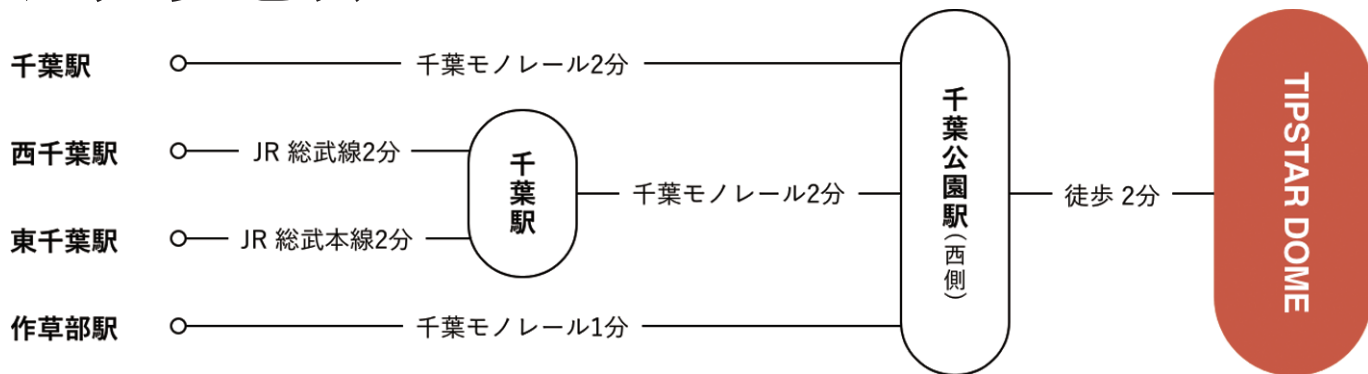 千葉駅
千葉モノレール2分
西千葉駅
JR 総武線2分
千葉駅
東千葉駅
JR 総武本線2分
千葉モノレール2分
作草部駅
千葉モノレール1分
千葉公園駅(西側)
徒歩 2分
TIPSTAR DOME